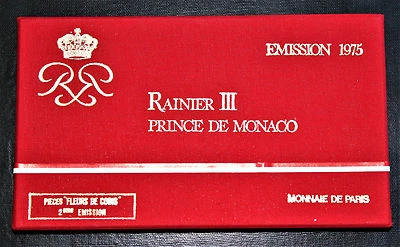 EMISSION 1975
RAINIER III
PRINCE DE MONACO
PIECES "FLEURS DE COINS"
2ème EMISSION
MONNAIE DE PARIS